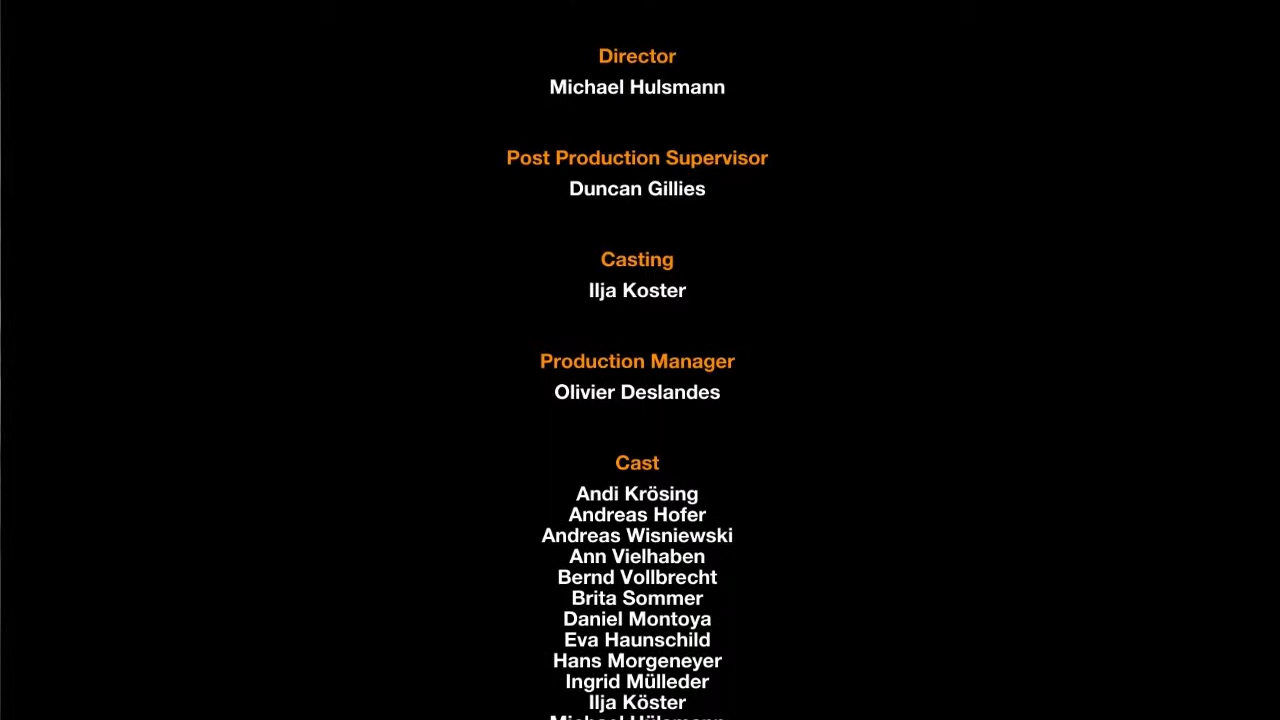 Director
Michael Hulsmann
Post Production Supervisor
Duncan Gillies
Casting
Ilja Koster
Production Manager
Olivier Deslandes
Cast
Andi Krösing
Andreas Hofer
Andreas Wisniewski
Ann Vielhaben
Bernd Vollbrecht
Brita Sommer
Daniel Montoya
Eva Haunschild
Hans Morgeneyer
Ingrid Mülleder
Ilja Köster
Michael Hülsmann